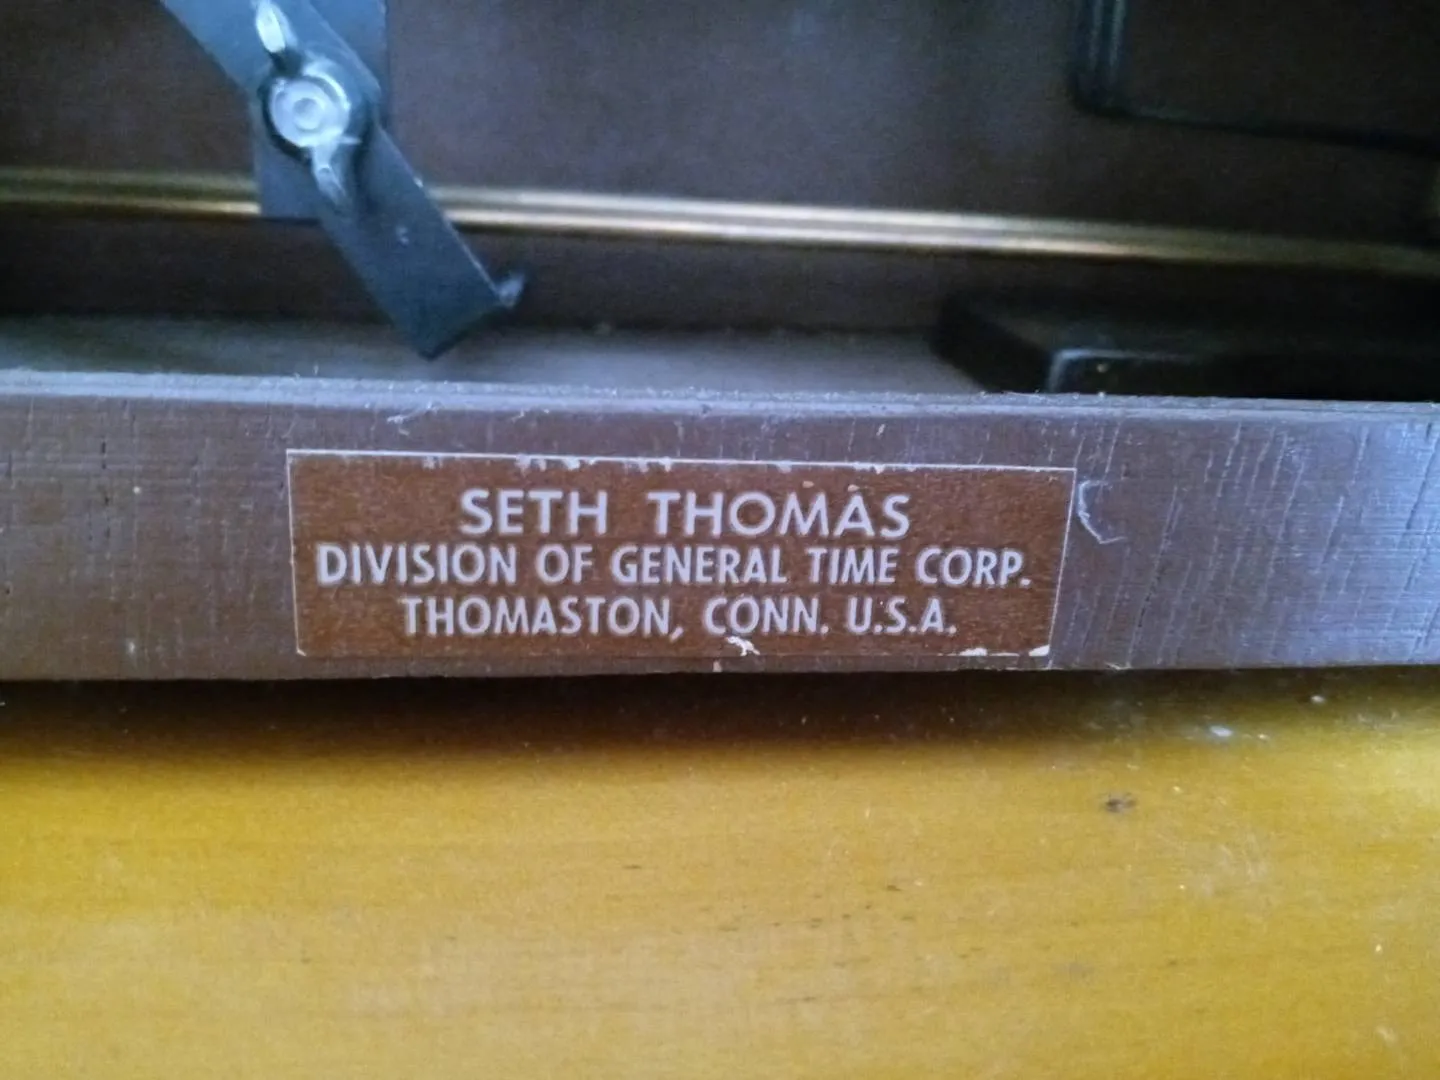 SETH THOMAS
DIVISION OF GENERAL TIME CORP.
THOMASTON, CONN. U.S.A.